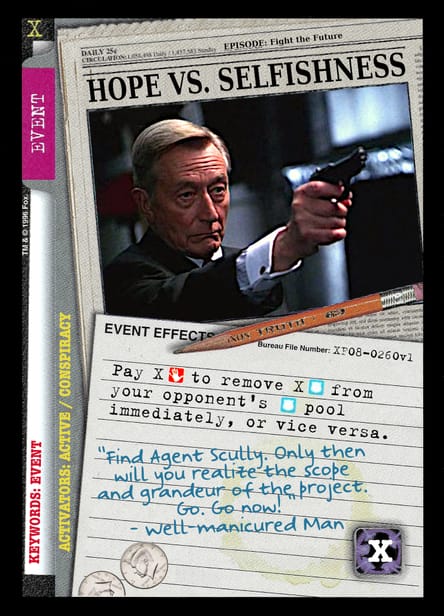 X
EVENT
TM & © 1996 Fox.
KEYWORDS: EVENT
ACTIVATORS: ACTIVE / CONSPIRACY
DAILY 25¢
EPISODE: Fight the Future
HOPE VS. SELFISHNESS
EVENT EFFECTS
Bureau File Number: XF08-0260v1
Pay X to remove X from
your opponent's pool
immediately, or vice versa.
"Find Agent Scully. Only then
will you realize the scope
and grandeur of the project.
Go. Go now!"
- Well-manicured Man
X